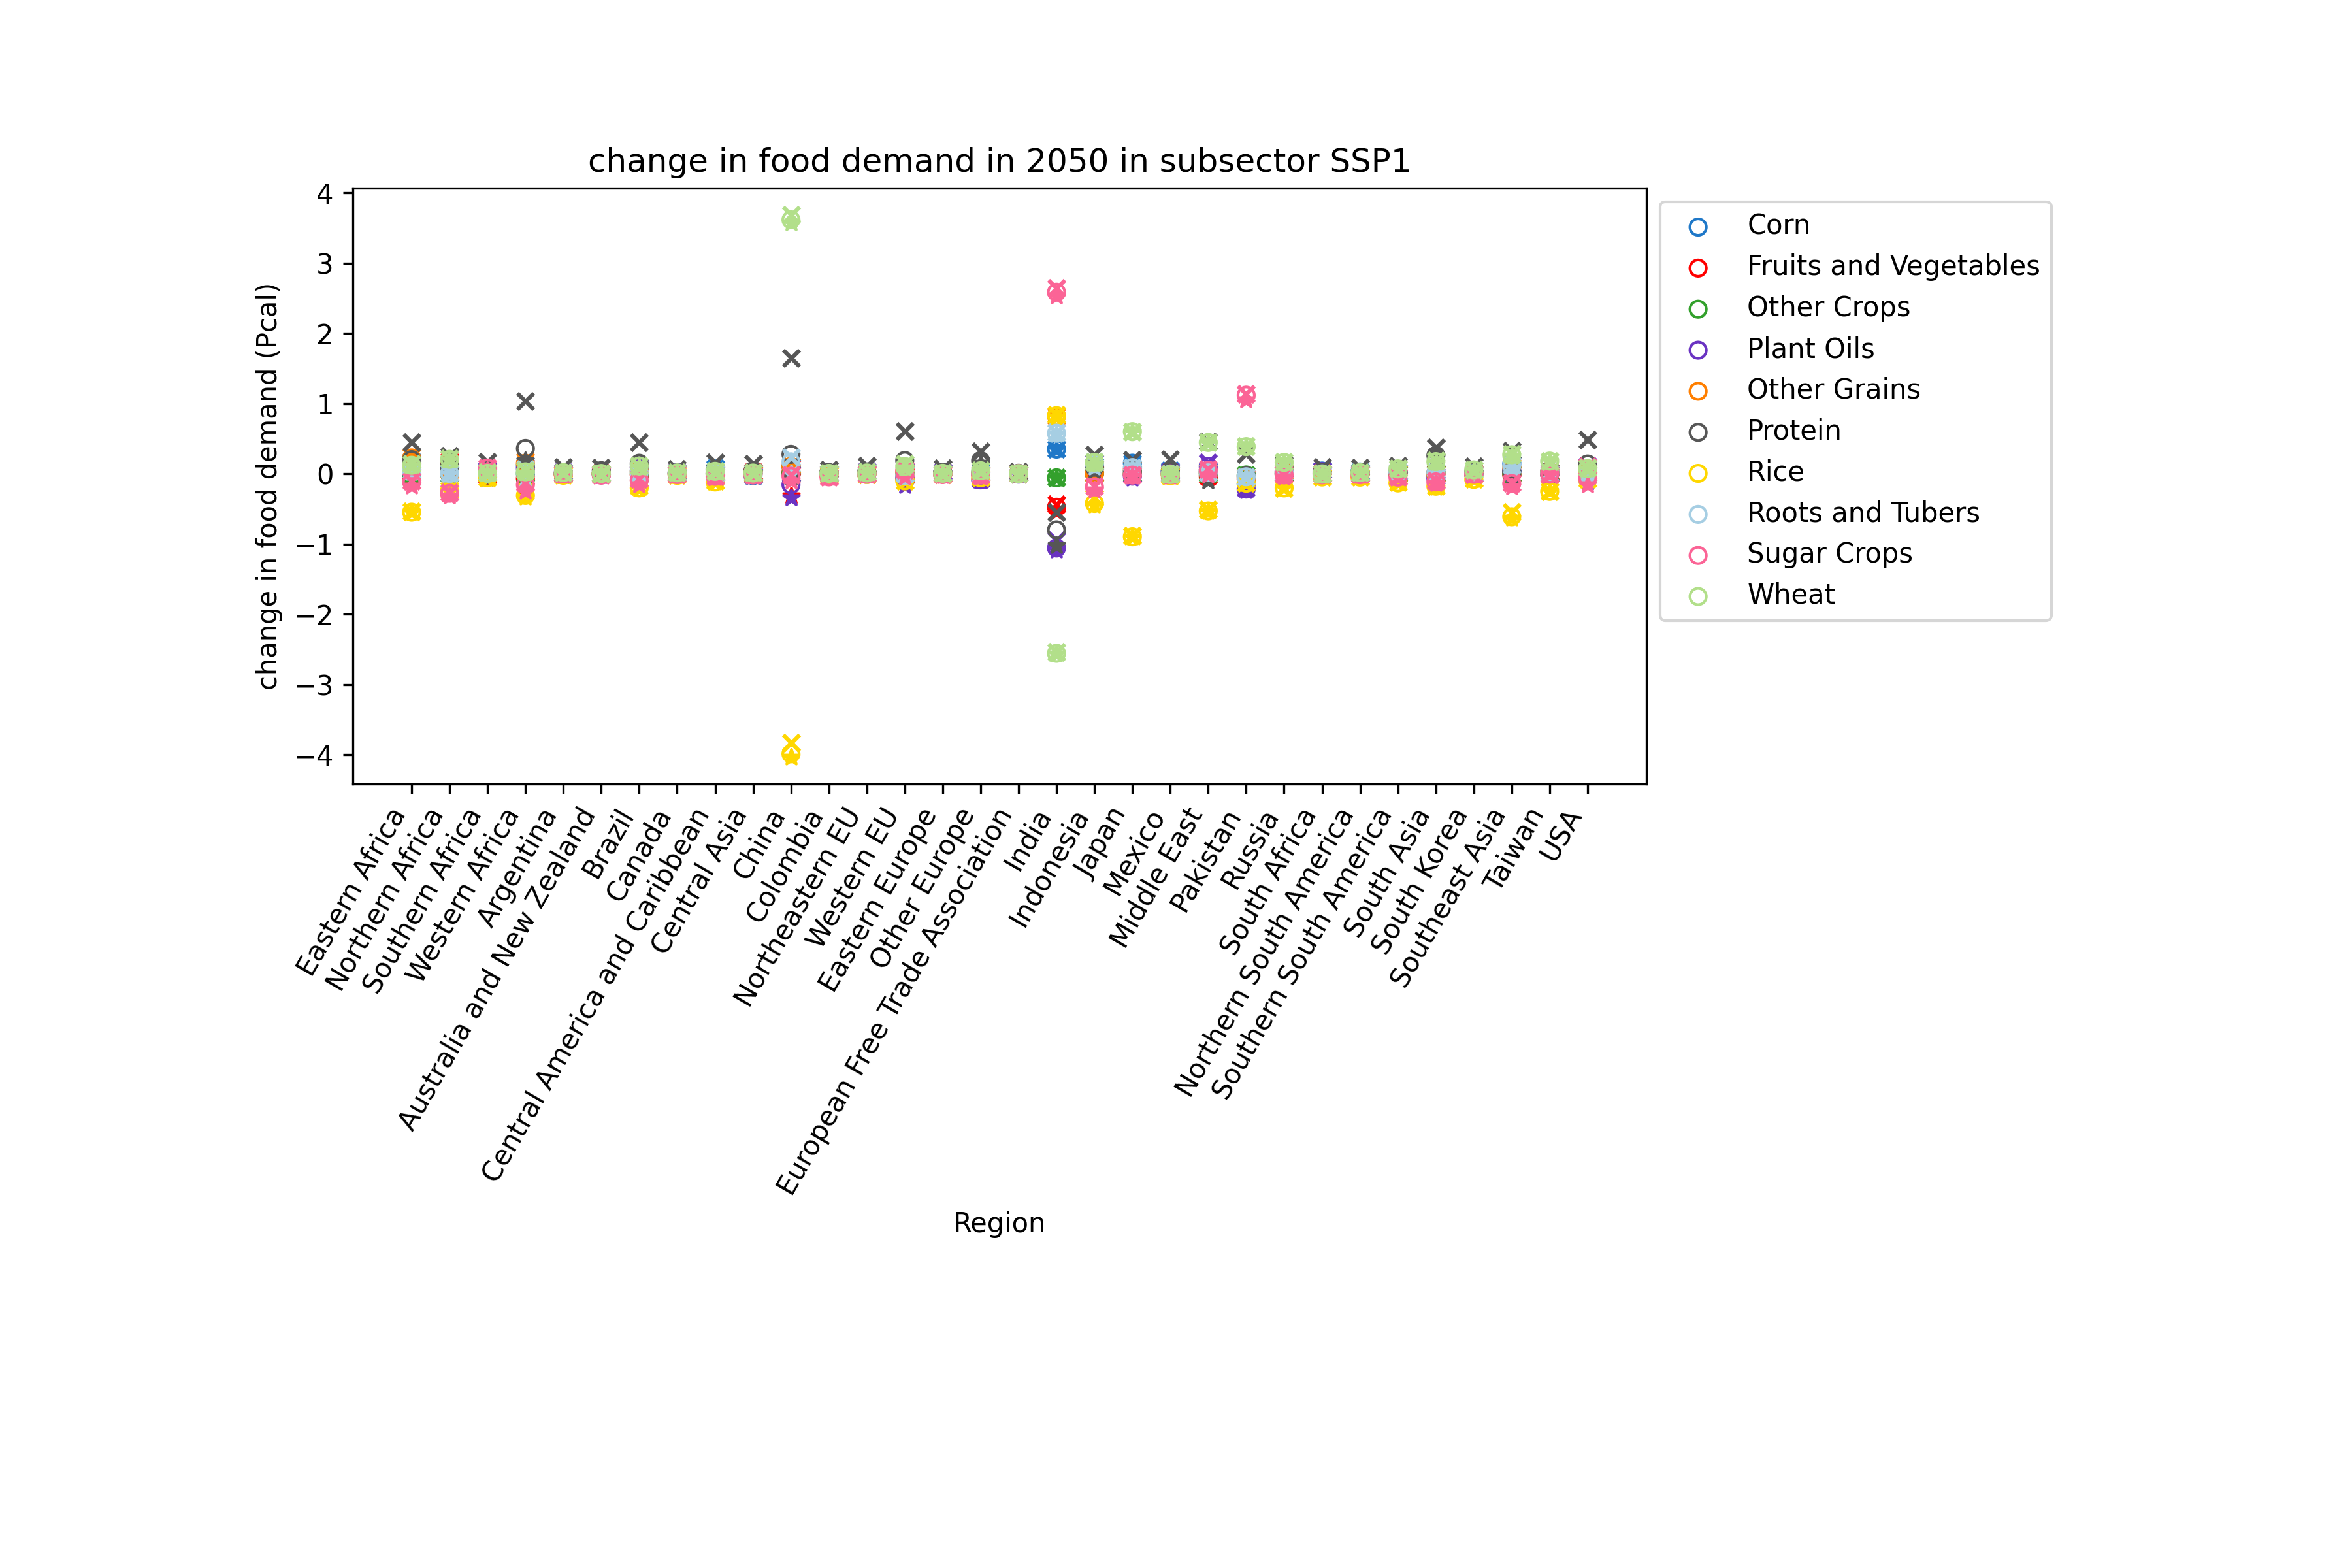 change in food demand in 2050 in subsector SSP1
change in food demand (Pcal)
4
3
2
1
0
−1
−2
−3
−4
Corn
Fruits and Vegetables
Other Crops
Plant Oils
Other Grains
Protein
Rice
Roots and Tubers
Sugar Crops
Wheat
Eastern Africa
Northern Africa
Southern Africa
Western Africa
Argentina
Australia and New Zealand
Brazil
Canada
Central America and Caribbean
Central Asia
China
Colombia
Northeastern EU
Western EU
Eastern Europe
Other Europe
European Free Trade Association
India
Indonesia
Japan
Mexico
Middle East
Pakistan
Russia
South Africa
Northern South America
Southern South America
South Asia
South Korea
Southeast Asia
Taiwan
USA
Region